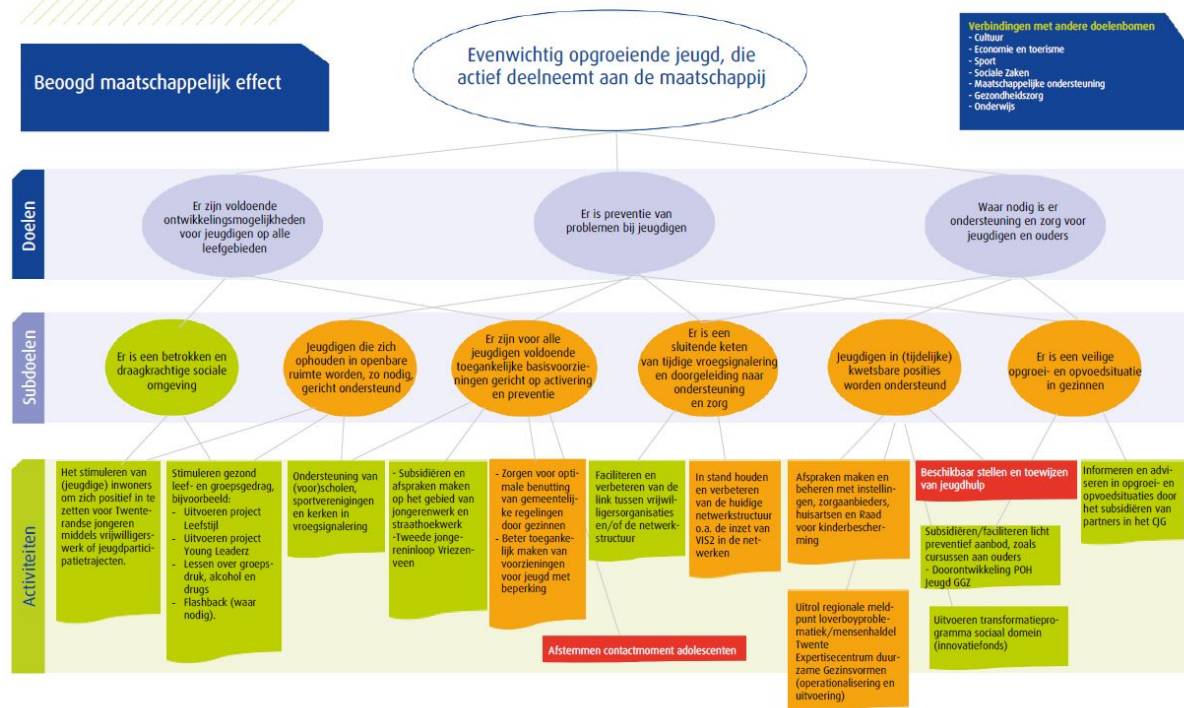 Beoogd maatschappelijk effect
Evenwichtig opgroeiende jeugd, die
actief deelneemt aan de maatschappij
Verbindingen met andere doelenbomen
- Cultuur
- Economie en toerisme
- Sport
- Sociale Zaken
- Maatschappelijke ondersteuning
- Gezondheidszorg
- Onderwijs
Doelen
Er zijn voldoende
ontwikkelingsmogelijkheden
voor jeugdigen op alle
leefgebieden
Er is preventie van
problemen bij jeugdigen
Waar nodig is er
ondersteuning en zorg voor
jeugdigen en ouders
Subdoelen
Er is een betrokken en
draagkrachtige sociale
omgeving
Jeugdigen die zich
ophouden in openbare
ruimte worden, zo nodig,
gericht ondersteund
Er zijn voor alle
jeugdigen voldoende
toegankelijke basisvoorzie-
ningen gericht op activering
en preventie
Er is een
sluitende keten
van tijdige vroegsignalering
en doorgeleiding naar
ondersteuning
en zorg
Jeugdigen in (tijdelijke)
kwetsbare posities
worden ondersteund
Er is een veilige
opgroei- en opvoedsituatie
in gezinnen
Activiteiten
Het stimuleren van
(jeugdige) inwoners
om zich positief in te
zetten voor Twente-
randse jongeren
middels vrijwilligers-
werk of jeugdpartici-
patietrajecten.
Stimuleren gezond
leef- en groepsgedrag,
bijvoorbeeld:
- Uitvoeren project
Leefstijl
- Uitvoeren project
Young Leaderz
- Lessen over groeps-
druk, alcohol en
drugs
- Flashback (waar
nodig).
Ondersteuning van
(voor)scholen,
sportverenigingen
en kerken in
vroegsignalering
- Subsidiëren en
afspraken maken
op het gebied van
jongerenwerk en
straathoekwerk
-Tweede jonge-
reninloop Vriezen-
veen
- Zorgen voor opti-
male benutting
van gemeentelij-
ke regelingen
door gezinnen
- Beter toegan-
kelijk maken van
voorzieningen
voor jeugd met
beperking
Afstemmen contactmoment adolescenten
Faciliteren en
verbeteren van de
link tussen vrijwil-
ligersorganisaties
en/of de netwerk-
structuur
In stand houden
en verbeteren
van de huidige
netwerkstructuur
o.a. de inzet van
VIS2 in de net-
werken
Afspraken maken en
beheren met instellin-
gen, zorgaanbieders,
huisartsen en Raad
voor kinderbescher-
ming
Uitrol regionale meld-
punt loverboyproble-
matiek/mensenhaldel
Twente
Expertisecentrum duur-
zame Gezinsvormen
(operationalisering en
uitvoering)
Beschikbaar stellen en toewijzen
van jeugdhulp
Subsidiëren/faciliteren licht
preventief aanbod, zoals
cursussen aan ouders
- Doorontwikkeling POH
Jeugd GGZ
Uitvoeren transformatiepro-
gramma sociaal domein
(innovatiefonds)
Informeren en advi-
seren in opgroei- en
opvoedsituaties door
het subsidiëren van
partners in het CJG